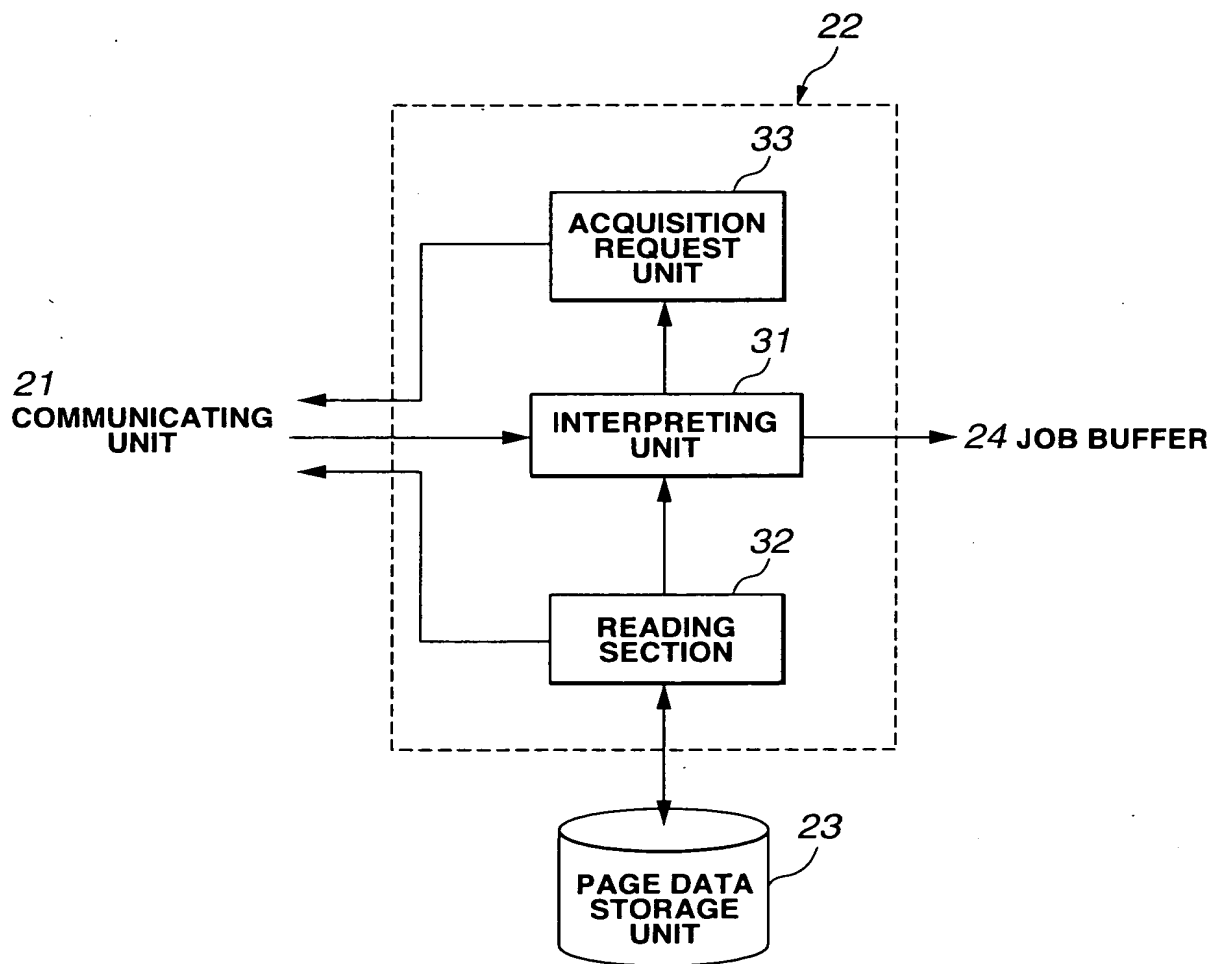 22
33
ACQUISITION
REQUEST
UNIT
31
21
COMMUNICATING
UNIT
INTERPRETING
UNIT
24 JOB BUFFER
32
READING
SECTION
23
PAGE DATA
STORAGE
UNIT